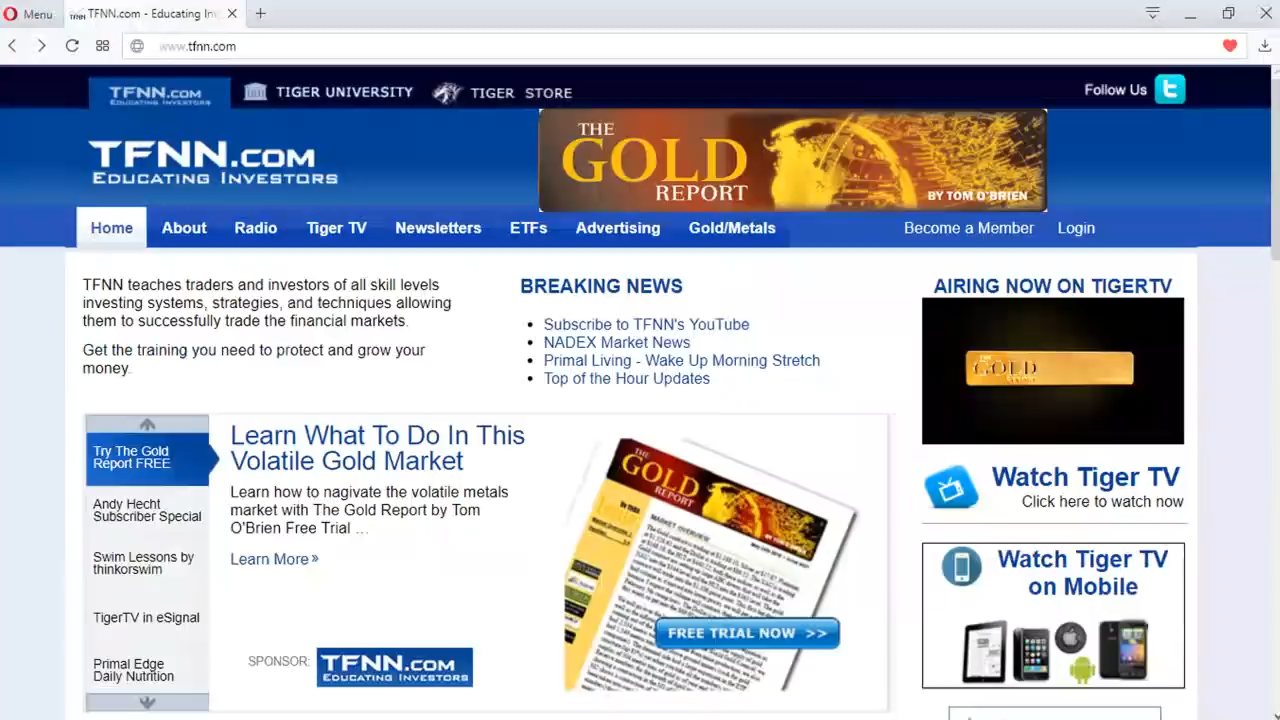 Menu
TFNN.com - Educating Inv
www.tfnn.com
TFNN.COM
EDUCATING INVESTORS
TIGER UNIVERSITY
TIGER STORE
Follow Us
TFNN.COM
EDUCATING INVESTORS
THE
GOLD
REPORT
BY TOM O'BRIEN
Home
About
Radio
Tiger TV
Newsletters
ETFs
Advertising
Gold/Metals
Become a Member
Login
TFNN teaches traders and investors of all skill levels
investing systems, strategies, and techniques allowing
them to successfully trade the financial markets.
Get the training you need to protect and grow your
money.
BREAKING NEWS
Subscribe to TFNN's YouTube
NADEX Market News
Primal Living - Wake Up Morning Stretch
Top of the Hour Updates
AIRING NOW ON TIGERTV
THE
GOLD
Watch Tiger TV
Click here to watch now
Watch Tiger TV
on Mobile
Try The Gold
Report FREE
Andy Hecht
Subscriber Special
Swim Lessons by
thinkorswim
TigerTV in eSignal
Primal Edge
Daily Nutrition
Learn What To Do In This
Volatile Gold Market
Learn how to nagivate the volatile metals
market with The Gold Report by Tom
O'Brien Free Trial ...
Learn More »
SPONSOR:
TFNN.COM
EDUCATING INVESTORS
THE
GOLD
REPORT
BY TOM O'BRIEN
MARKET OVERVIEW
FREE TRIAL NOW >>